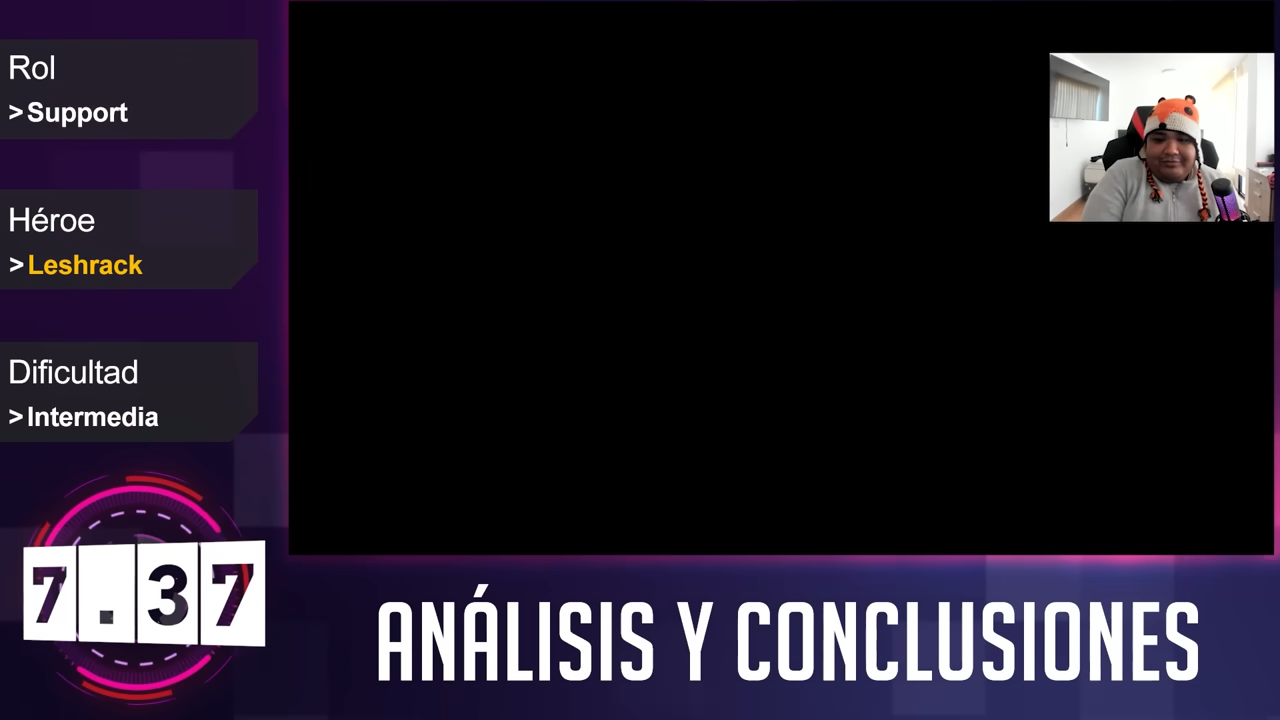 Rol
>Support
Héroe
>Leshrack
Dificultad
>Intermedia
7.37
ANÁLISIS Y CONCLUSIONES